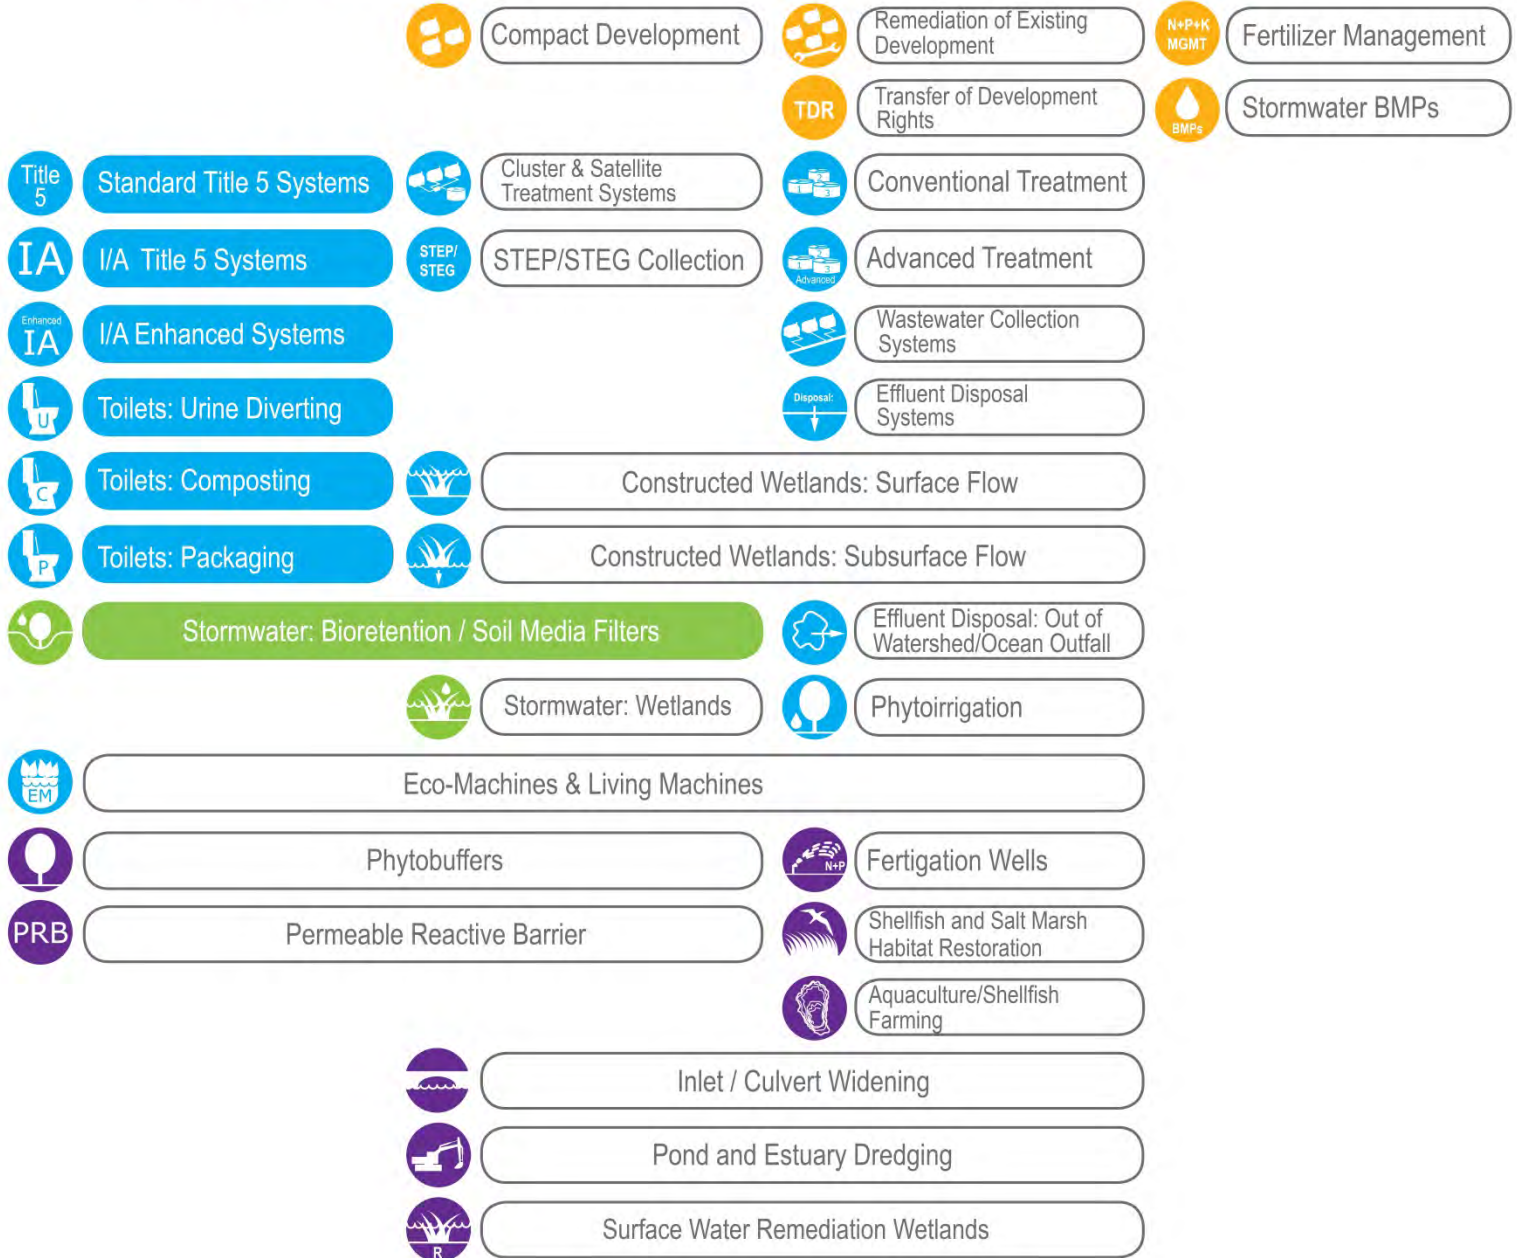 Compact Development
Remediation of Existing
Development
N+P+K
MGMT
Fertilizer Management
TDR
Transfer of Development
Rights
BMPs
Stormwater BMPs
Title
5
Standard Title 5 Systems
Cluster & Satellite
Treatment Systems
Conventional Treatment
IA
I/A Title 5 Systems
STEP/
STEG
STEP/STEG Collection
Advanced
Advanced Treatment
Enhanced
IA
I/A Enhanced Systems
Wastewater Collection
Systems
U
Toilets: Urine Diverting
Disposal:
Effluent Disposal
Systems
C
Toilets: Composting
Constructed Wetlands: Surface Flow
P
Toilets: Packaging
Constructed Wetlands: Subsurface Flow
Stormwater: Bioretention / Soil Media Filters
Effluent Disposal: Out of
Watershed/Ocean Outfall
Stormwater: Wetlands
Phytoirrigation
EM
Eco-Machines & Living Machines
Phytobuffers
N+P
Fertigation Wells
PRB
Permeable Reactive Barrier
Shellfish and Salt Marsh
Habitat Restoration
Aquaculture/Shellfish
Farming
Inlet / Culvert Widening
Pond and Estuary Dredging
R
Surface Water Remediation Wetlands